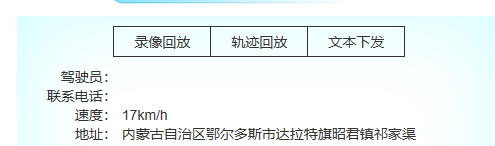 录像回放 轨迹回放 文本下发
驾驶员：
联系电话：
速度： 17km/h
地址： 内蒙古自治区鄂尔多斯市达拉特旗昭君镇祁家渠